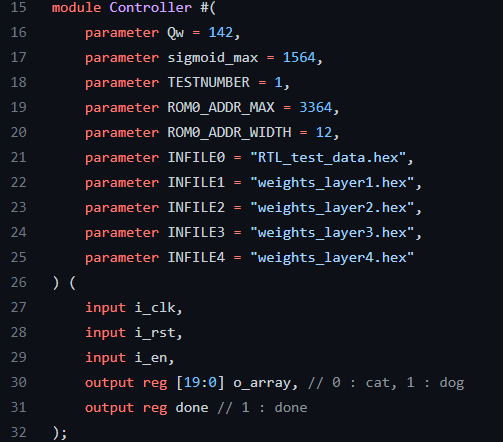 15 module Controller #(
16     parameter Qw = 142,
17     parameter sigmoid_max = 1564,
18     parameter TESTNUMBER = 1,
19     parameter ROM0_ADDR_MAX = 3364,
20     parameter ROM0_ADDR_WIDTH = 12,
21     parameter INFILE0 = "RTL_test_data.hex",
22     parameter INFILE1 = "weights_layer1.hex",
23     parameter INFILE2 = "weights_layer2.hex",
24     parameter INFILE3 = "weights_layer3.hex",
25     parameter INFILE4 = "weights_layer4.hex"
26 ) (
27     input i_clk,
28     input i_rst,
29     input i_en,
30     output reg [19:0] o_array, // 0 : cat, 1 : dog
31     output reg done // 1 : done
32 );